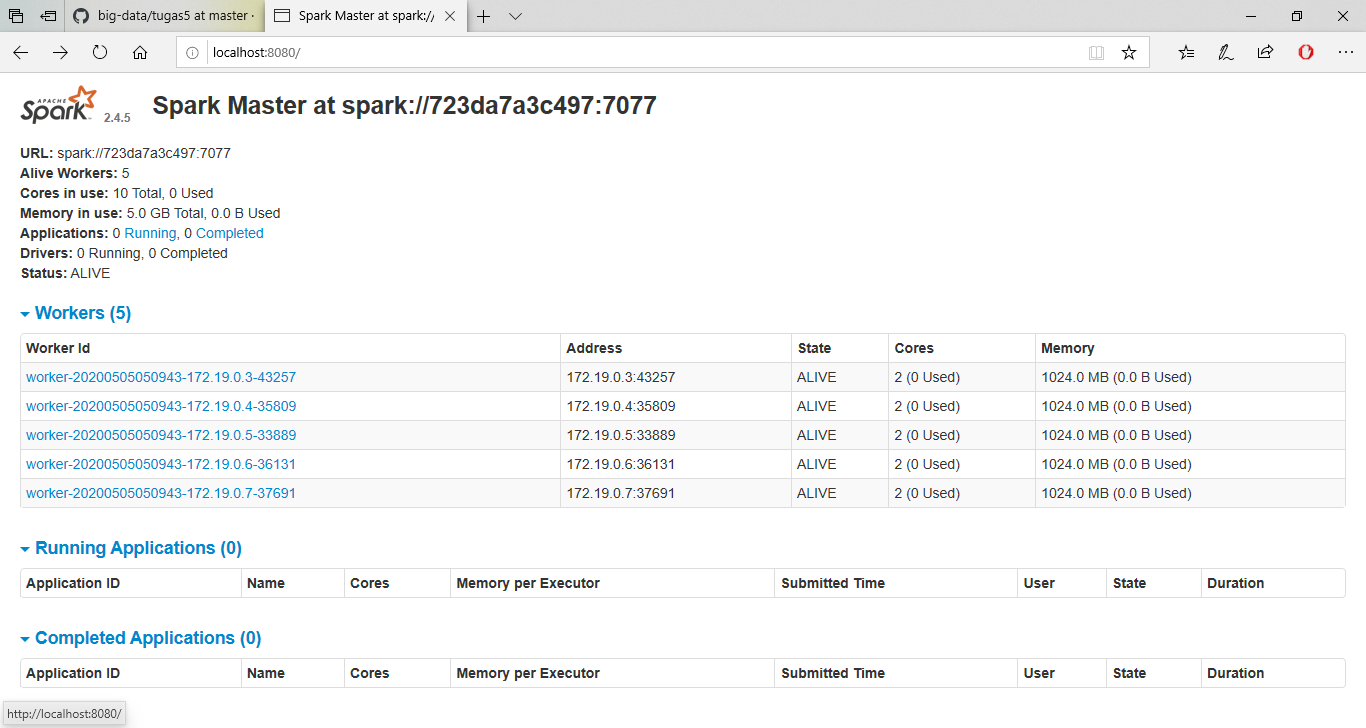 big-data/tugas5 at master ·
Spark Master at spark://
localhost:8080/
APACHE Spark 2.4.5 Spark Master at spark://723da7a3c497:7077
URL: spark://723da7a3c497:7077
Alive Workers: 5
Cores in use: 10 Total, 0 Used
Memory in use: 5.0 GB Total, 0.0 B Used
Applications: 0 Running, 0 Completed
Drivers: 0 Running, 0 Completed
Status: ALIVE
Workers (5)
Worker Id Address State Cores Memory
worker-20200505050943-172.19.0.3-43257 172.19.0.3:43257 ALIVE 2 (0 Used) 1024.0 MB (0.0 B Used)
worker-20200505050943-172.19.0.4-35809 172.19.0.4:35809 ALIVE 2 (0 Used) 1024.0 MB (0.0 B Used)
worker-20200505050943-172.19.0.5-33889 172.19.0.5:33889 ALIVE 2 (0 Used) 1024.0 MB (0.0 B Used)
worker-20200505050943-172.19.0.6-36131 172.19.0.6:36131 ALIVE 2 (0 Used) 1024.0 MB (0.0 B Used)
worker-20200505050943-172.19.0.7-37691 172.19.0.7:37691 ALIVE 2 (0 Used) 1024.0 MB (0.0 B Used)
Running Applications (0)
Application ID Name Cores Memory per Executor Submitted Time User State Duration
Completed Applications (0)
Application ID Name Cores Memory per Executor Submitted Time User State Duration
http://localhost:8080/